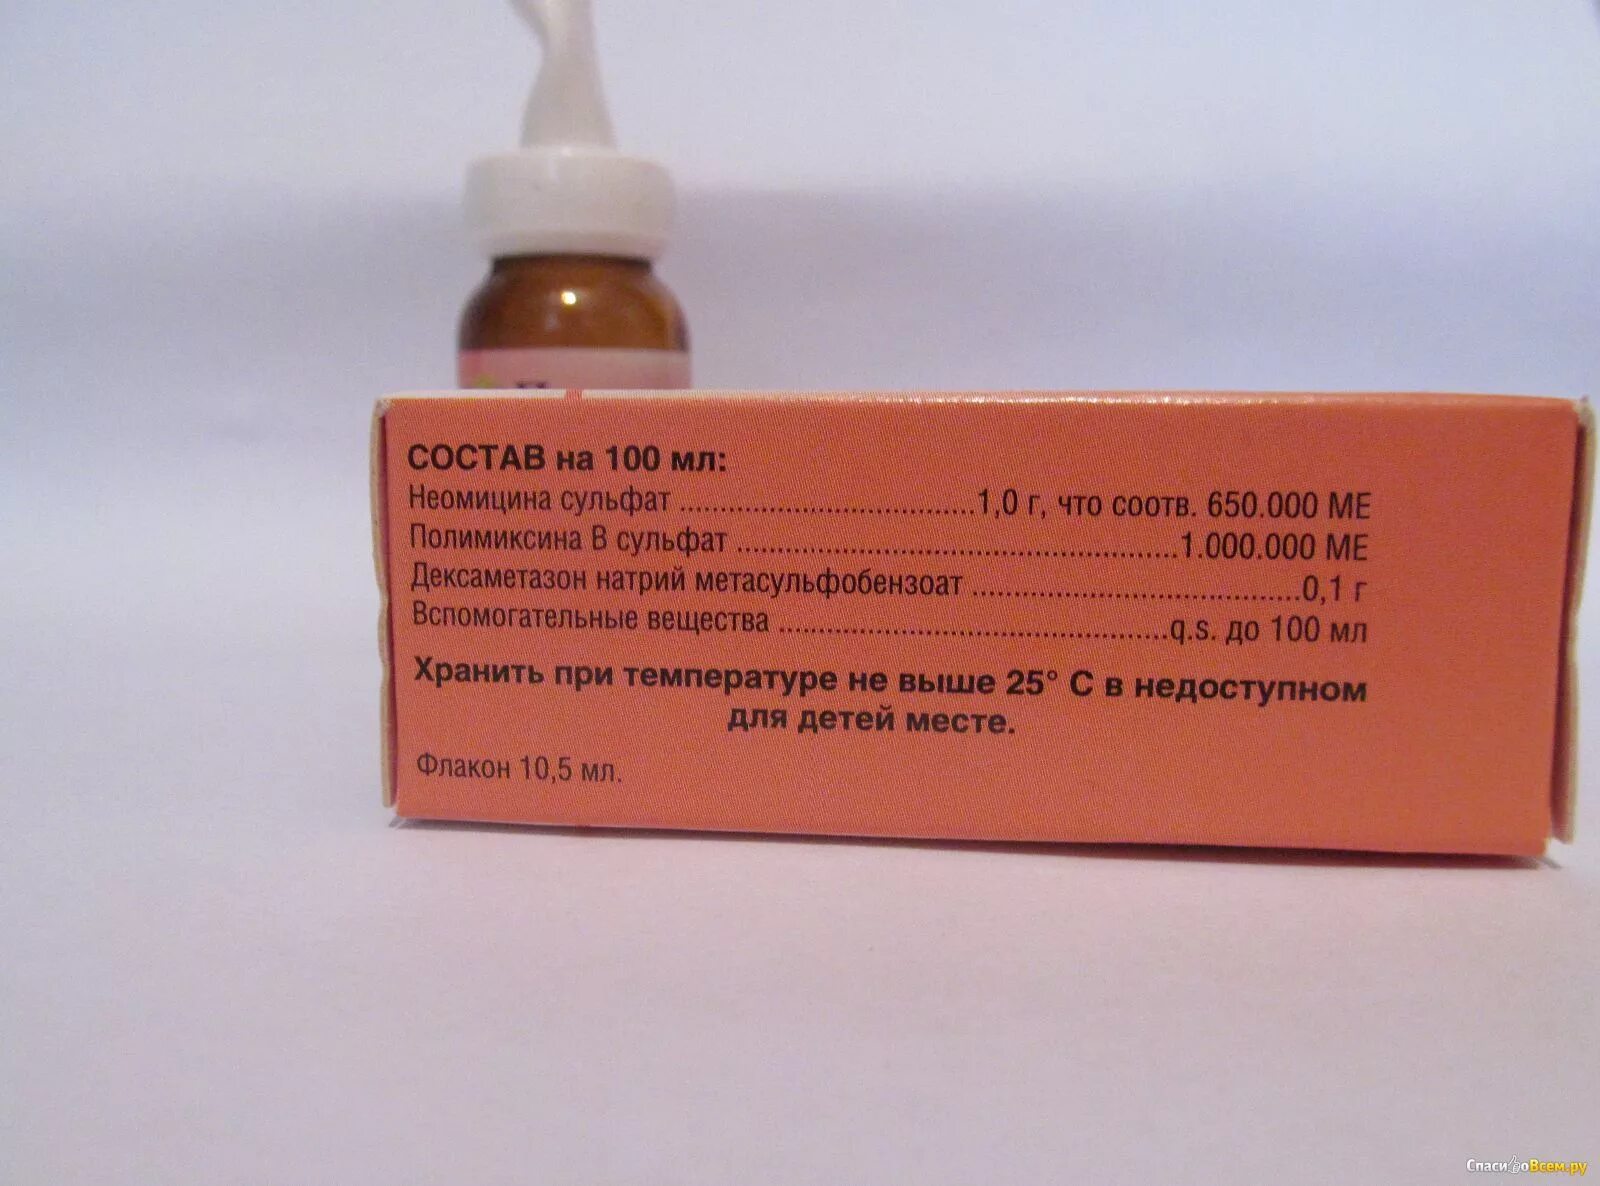 СОСТАВ на 100 мл:
Неомицина сульфат ........................................1,0 г, что соотв. 650.000 МЕ
Полимиксина В сульфат ............................................................1.000.000 МЕ
Дексаметазон натрий метасульфобензоат ............................................0,1 г
Вспомогательные вещества .....................................................q.s. до 100 мл
Хранить при температуре не выше 25° С в недоступном
для детей месте.
Флакон 10,5 мл.
СпасибоВсем.ру